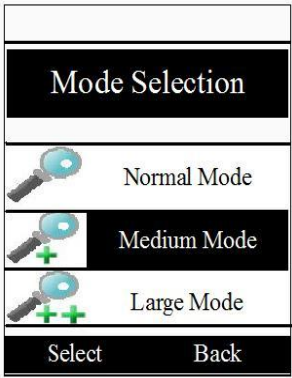 Mode Selection
Normal Mode
Medium Mode
Large Mode
Select Back